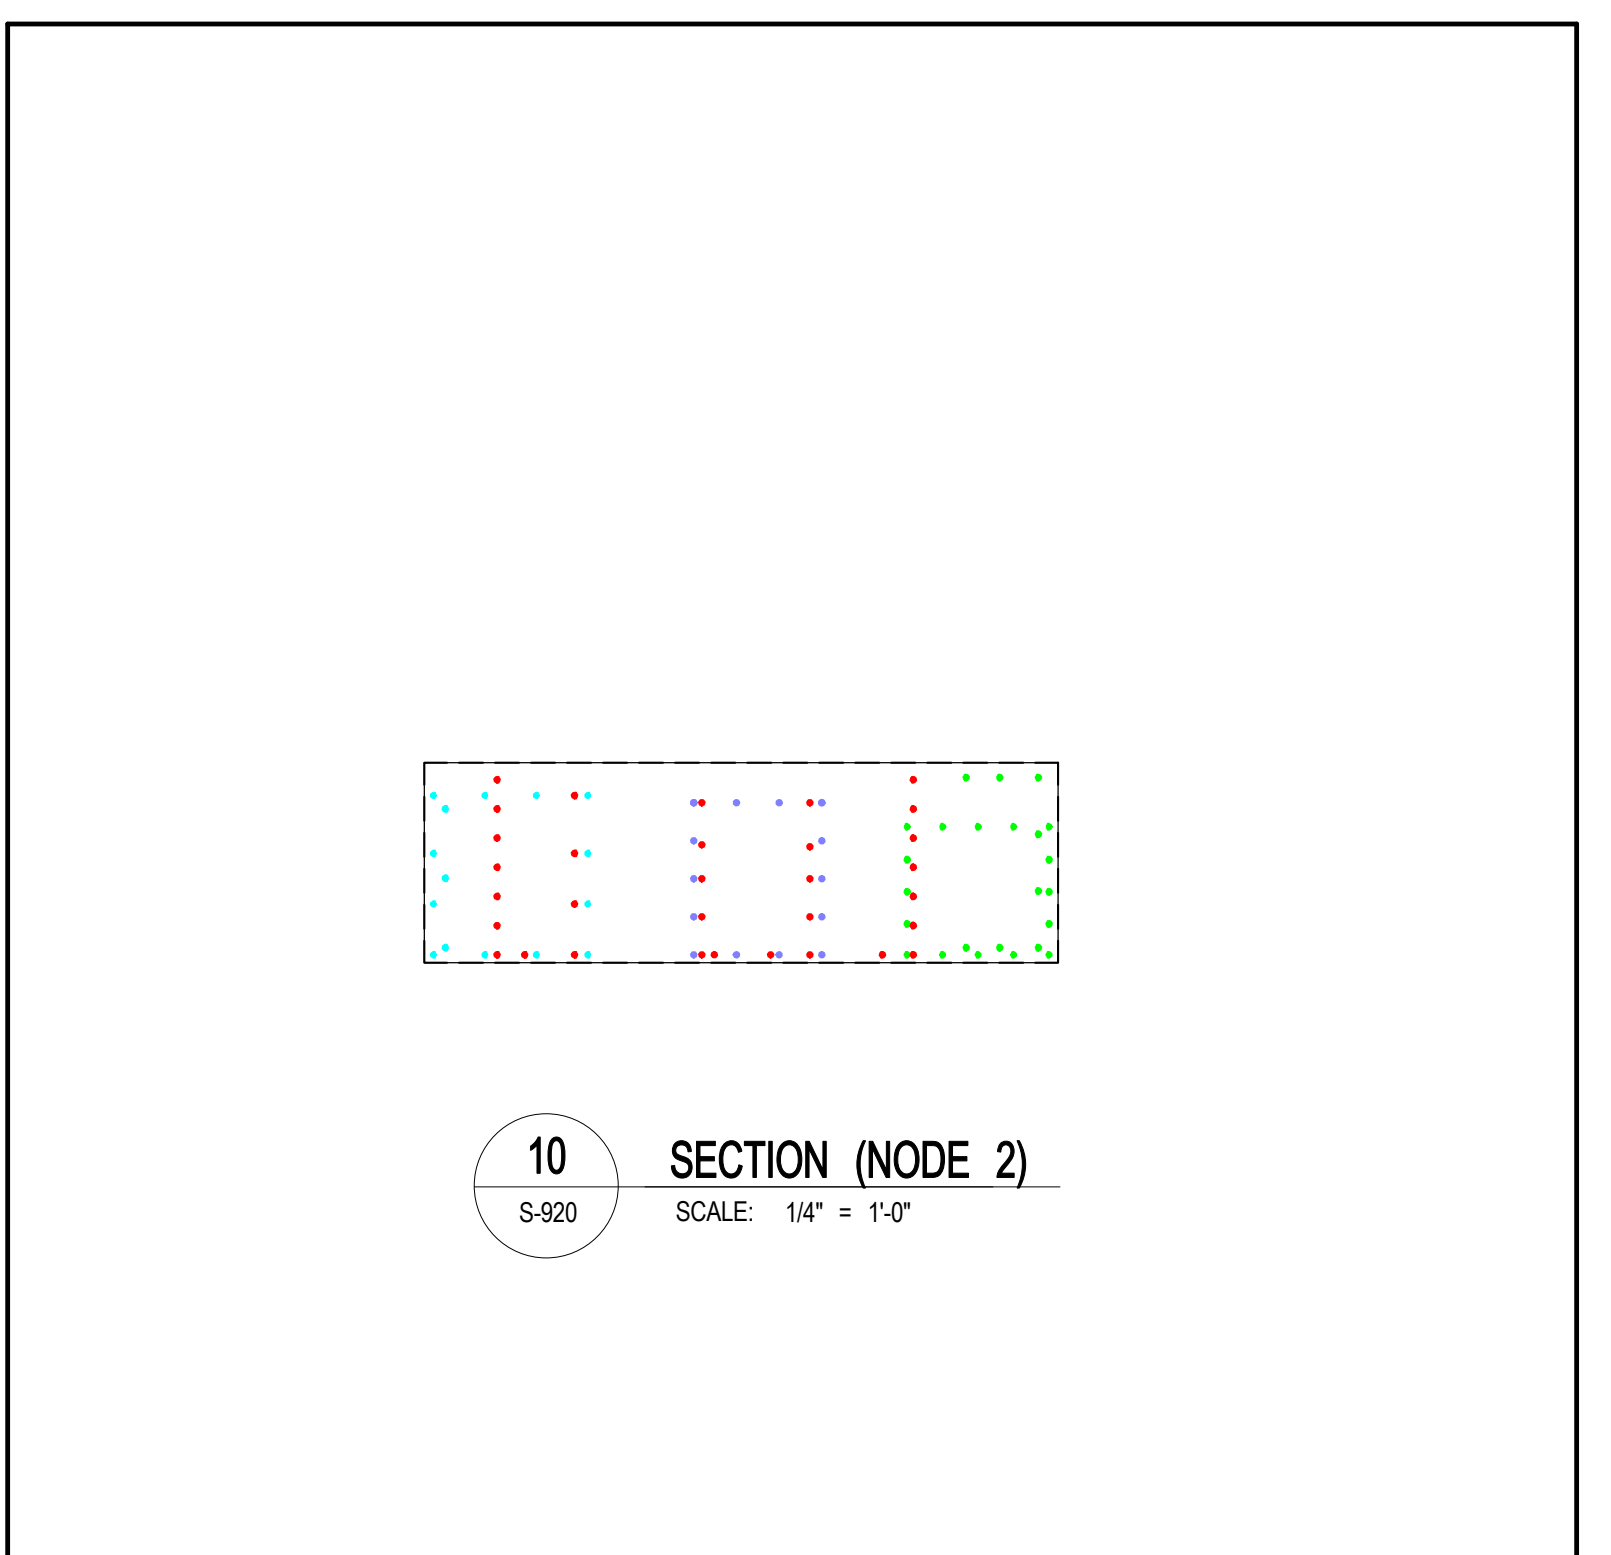 10
S-920
SECTION (NODE 2)
SCALE: 1/4" = 1'-0"